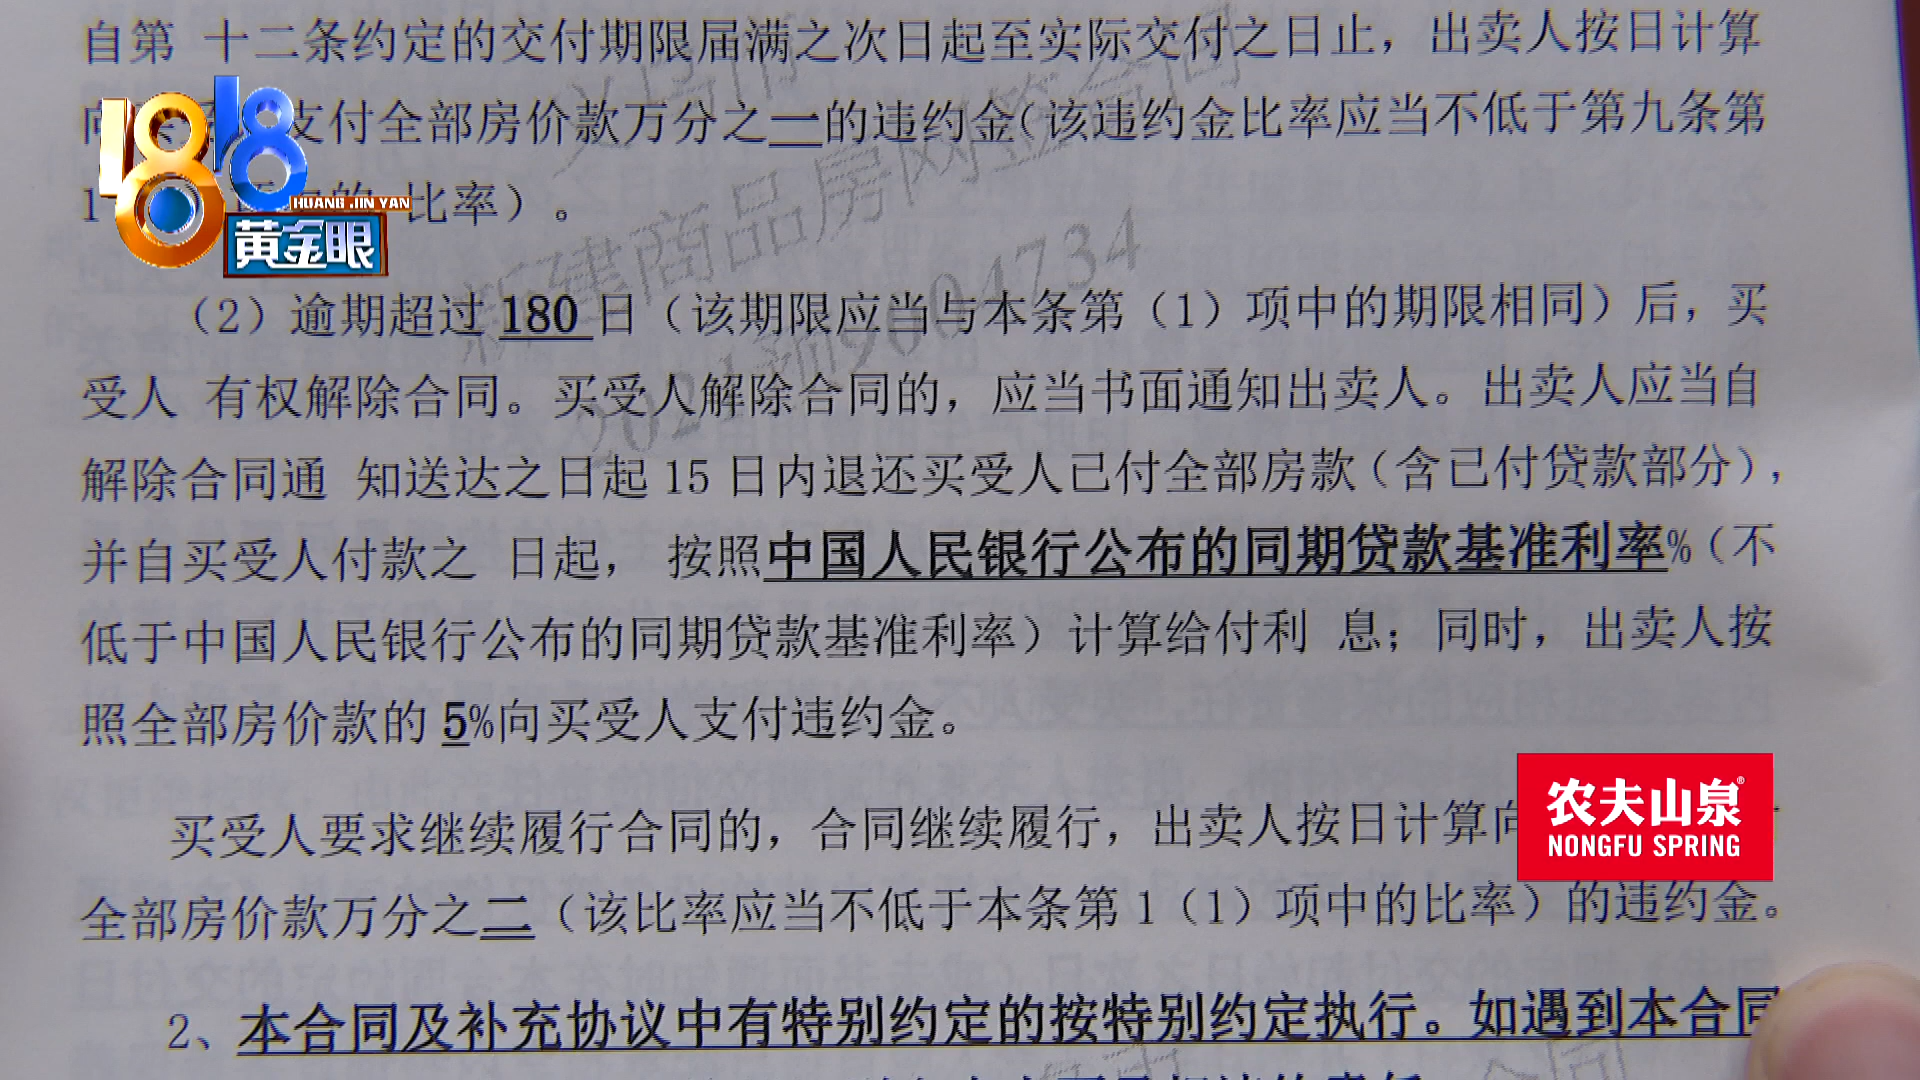 自第 十二条约定的交付期限届满之次日起至实际交付之日止，出卖人按日计算
支付全部房价款万分之一的违约金(该违约金比率应当不低于第九条第
1 比率）。
1818
HUANG JIN YAN
黄金眼
（2）逾期超过 180 日（该期限应当与本条第（1）项中的期限相同）后，买
受人 有权解除合同。买受人解除合同的，应当书面通知出卖人。出卖人应当自
解除合同通 知送达之日起 15 日内退还买受人已付全部房款（含已付贷款部分），
并自买受人付款之 日起， 按照中国人民银行公布的同期贷款基准利率%（不
低于中国人民银行公布的同期贷款基准利率）计算给付利 息；同时，出卖人按
照全部房价款的 5%向买受人支付违约金。
买受人要求继续履行合同的，合同继续履行，出卖人按日计算向
农夫山泉®
NONGFU SPRING
全部房价款万分之二（该比率应当不低于本条第 1（1）项中的比率）的违约金。
2、本合同及补充协议中有特别约定的按特别约定执行。如遇到本合同
新建商品房网签合同